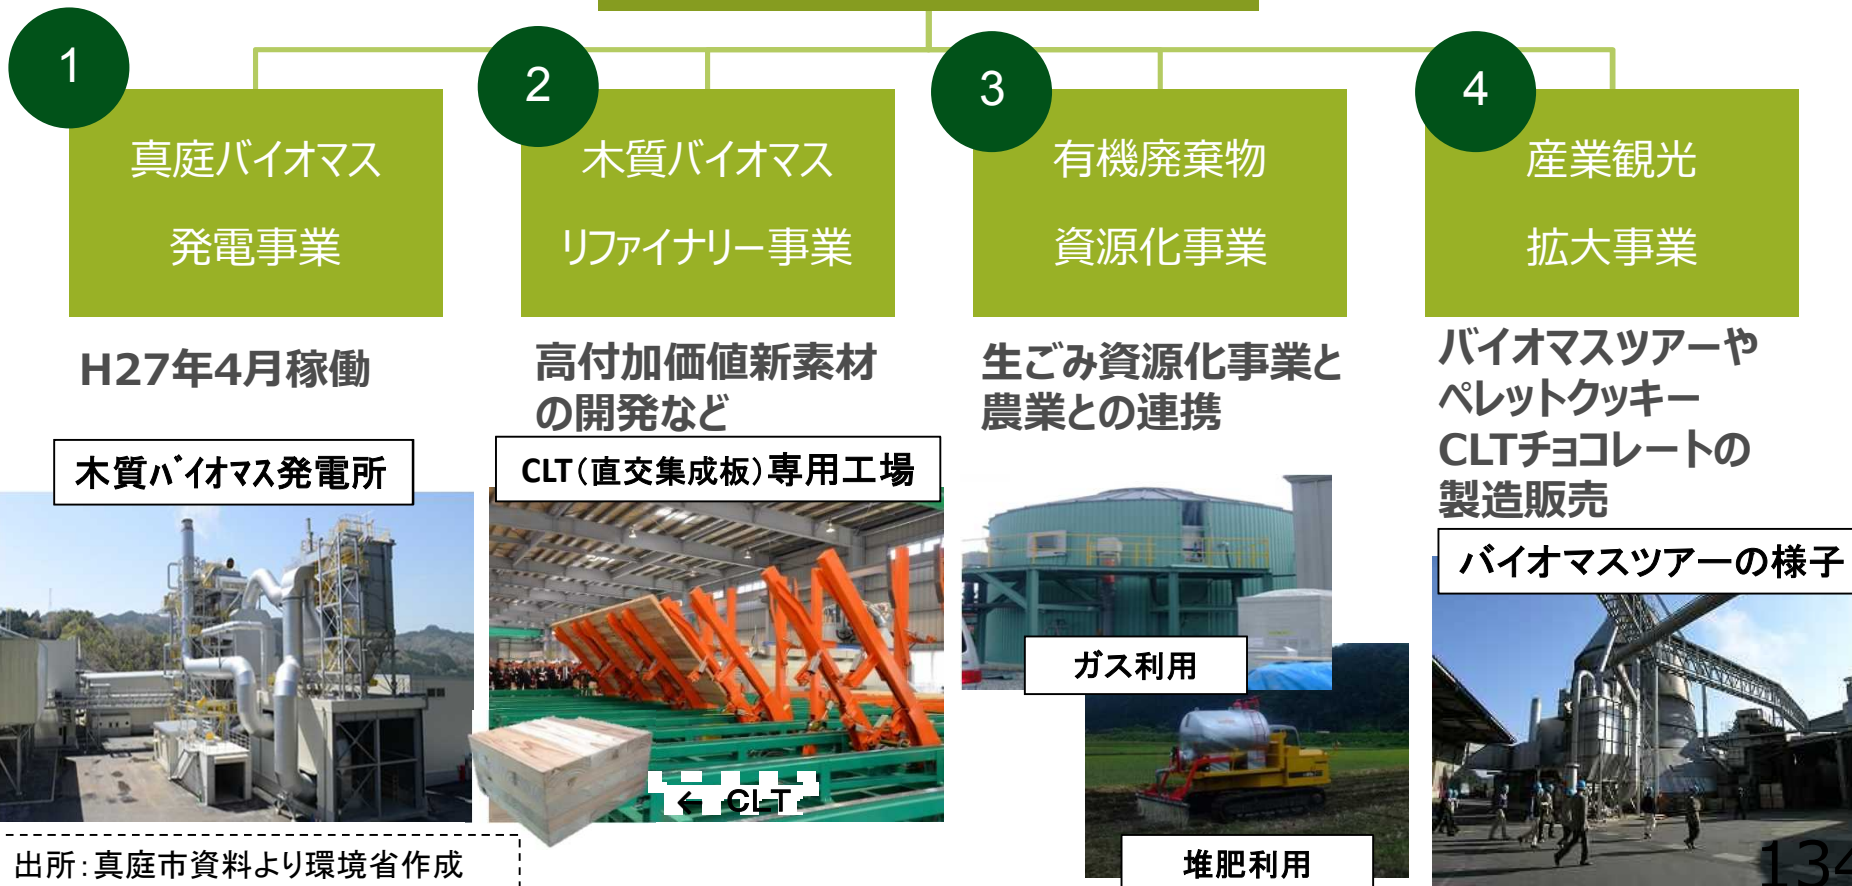 1
真庭バイオマス
発電事業
H27年4月稼働
木質バイオマス発電所
2
木質バイオマス
リファイナリー事業
高付加価値新素材
の開発など
CLT(直交集成板)専用工場
← CLT
3
有機廃棄物
資源化事業
生ごみ資源化事業と
農業との連携
ガス利用
堆肥利用
4
産業観光
拡大事業
バイオマスツアーや
ペレットクッキー
CLTチョコレートの
製造販売
バイオマスツアーの様子
出所:真庭市資料より環境省作成
134